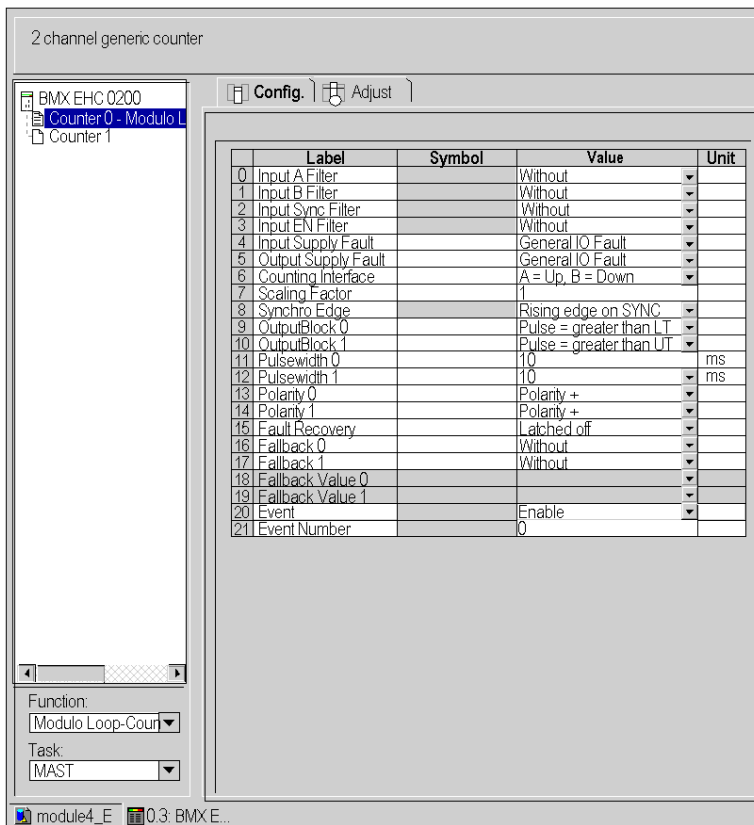 2 channel generic counter
BMX EHC 0200
Counter 0 - Modulo L
Counter 1
Config.
Adjust
Label Symbol Value Unit
0 Input A Filter Without
1 Input B Filter Without
2 Input Sync Filter Without
3 Input EN Filter Without
4 Input Supply Fault General IO Fault
5 Output Supply Fault General IO Fault
6 Counting Interface A = Up, B = Down
7 Scaling Factor 1
8 Synchro Edge Rising edge on SYNC
9 OutputBlock 0 Pulse = greater than LT
10 OutputBlock 1 Pulse = greater than UT
11 Pulsewidth 0 10 ms
12 Pulsewidth 1 10 ms
13 Polarity 0 Polarity +
14 Polarity 1 Polarity +
15 Fault Recovery Latched off
16 Fallback 0 Without
17 Fallback 1 Without
18 Fallback Value 0
19 Fallback Value 1
20 Event Enable
21 Event Number 0
Function:
Modulo Loop-Coun
Task:
MAST
module4_E 0.3: BMX E...